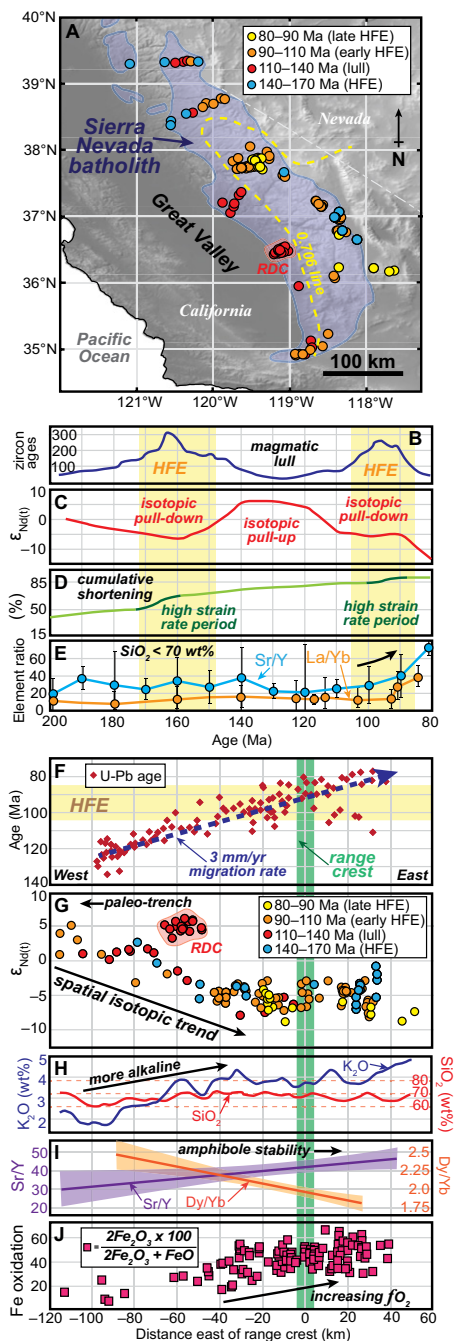 A
40°N
39°N
38°N
37°N
36°N
35°N
80–90 Ma (late HFE)
90–110 Ma (early HFE)
110–140 Ma (lull)
140–170 Ma (HFE)
Nevada
N
Sierra
Nevada
batholith
Great Valley
0.706 line
RDC
California
Pacific
Ocean
100 km
121°W
120°W
119°W
118°W
B
zircon
ages
300
200
100
HFE
magmatic
lull
HFE
C
εNd(t)
10
0
−10
isotopic
pull-down
isotopic
pull-up
isotopic
pull-down
D
(%)
85
50
15
cumulative
shortening
high strain
rate period
high strain
rate period
E
Element ratio
60
40
20
0
SiO2 < 70 wt%
Sr/Y
La/Yb
200
180
160
140
120
100
80
Age (Ma)
F
Age (Ma)
80
100
120
140
U-Pb age
HFE
3 mm/yr
migration rate
range
crest
West
East
G
εNd(t)
10
5
0
−5
−10
paleo-trench
80–90 Ma (late HFE)
90–110 Ma (early HFE)
110–140 Ma (lull)
140–170 Ma (HFE)
RDC
spatial isotopic trend
H
K2O (wt%)
5
4
3
2
more alkaline
K2O
SiO2
80
70
60
SiO2 (wt%)
I
Sr/Y
50
40
30
20
amphibole stability
Sr/Y
Dy/Yb
2.5
2.25
2.0
1.75
Dy/Yb
J
Fe oxidation
60
40
20
0
= 2Fe2O3 x 100
2Fe2O3 + FeO
increasing fO2
−100
−80
−60
−40
−20
0
20
40
60
Distance east of range crest (km)